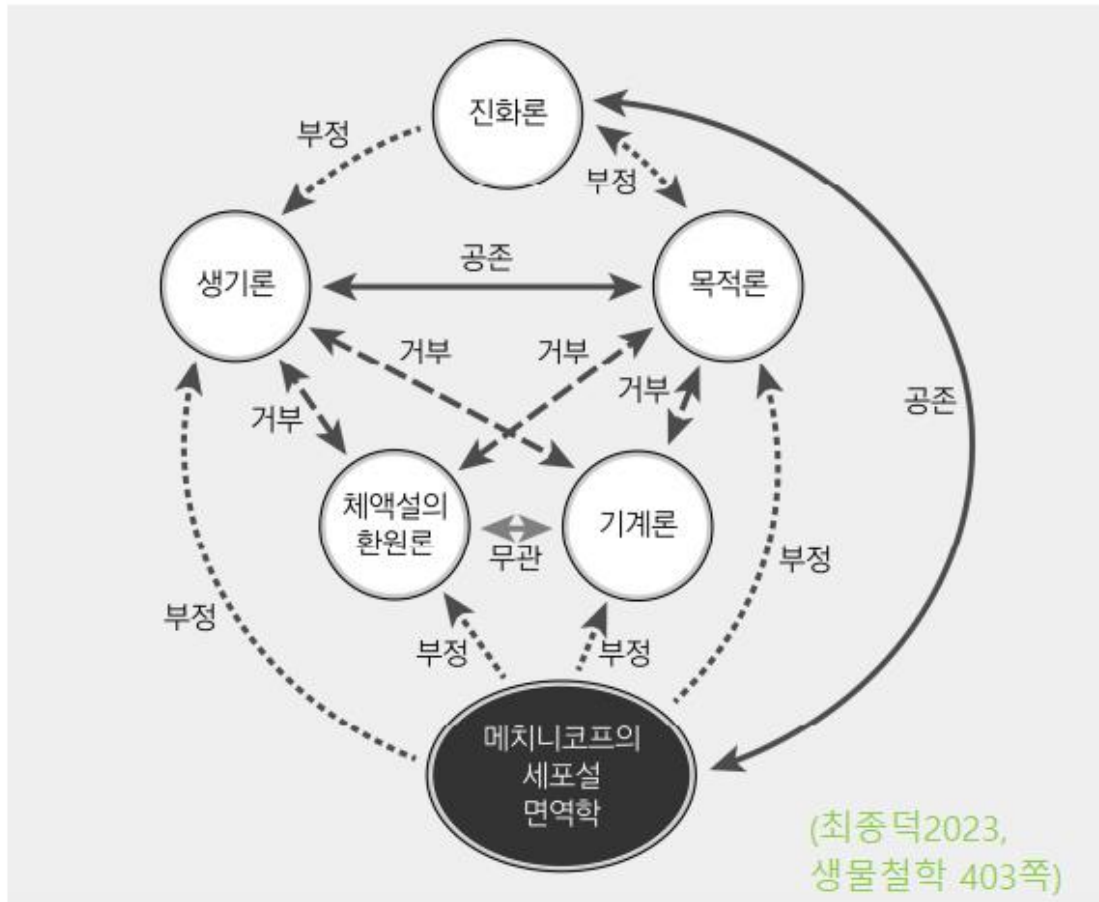 진화론
부정
부정
생기론
공존
목적론
거부
거부
거부
거부
공존
체액설의
환원론
무관
기계론
부정
부정
부정
부정
메치니코프의
세포설
면역학
(최종덕2023,
생물철학 403쪽)